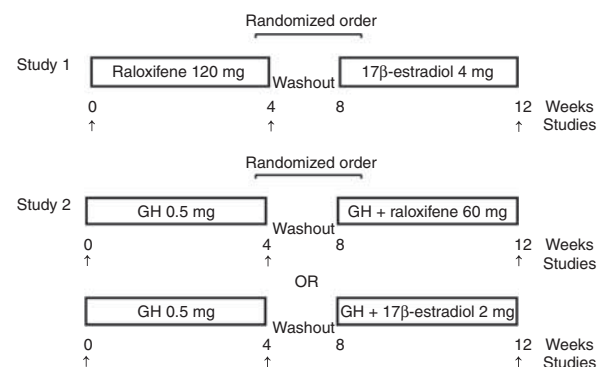 Randomized order
Study 1
Raloxifene 120 mg
Washout
17β-estradiol 4 mg
0 4 8 12 Weeks
↑ ↑ ↑ Studies
Randomized order
Study 2
GH 0.5 mg
Washout
GH + raloxifene 60 mg
0 4 8 12 Weeks
↑ ↑ ↑ Studies
OR
GH 0.5 mg
Washout
GH + 17β-estradiol 2 mg
0 4 8 12 Weeks
↑ ↑ ↑ Studies